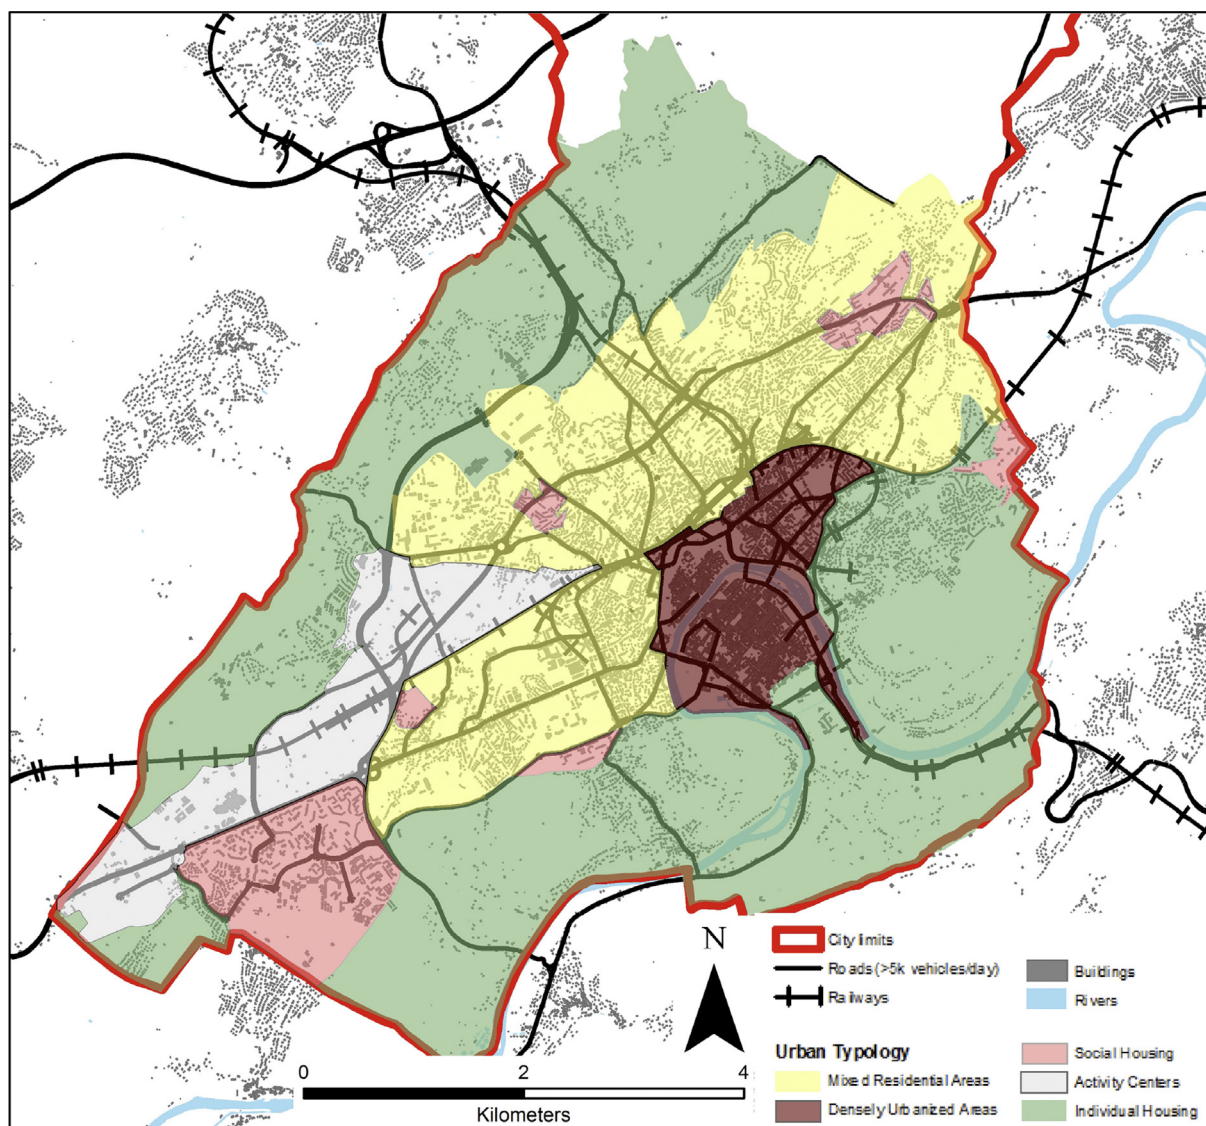 N
City limits
Roads (>5k vehicles/day)
Railways
Buildings
Rivers
Urban Typology
Mixed Residential Areas
Densely Urbanized Areas
Social Housing
Activity Centers
Individual Housing
0 2 4
Kilometers